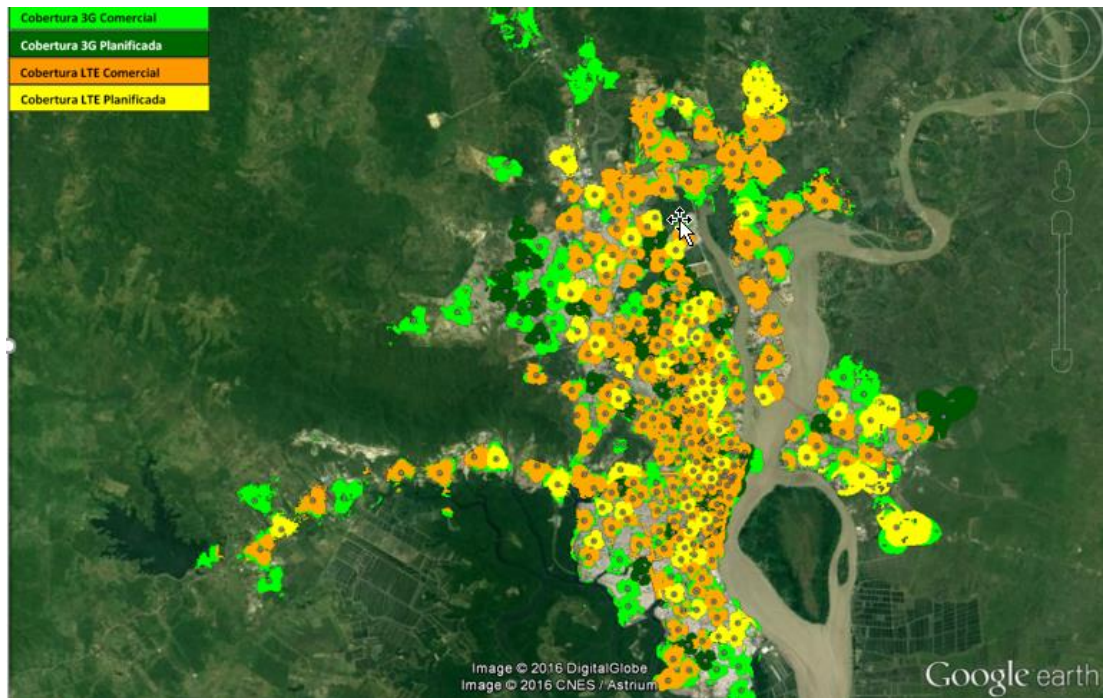 Cobertura 3G Comercial
Cobertura 3G Planificada
Cobertura LTE Comercial
Cobertura LTE Planificada
Image © 2016 DigitalGlobe
Image © 2016 CNES / Astrium
Google earth